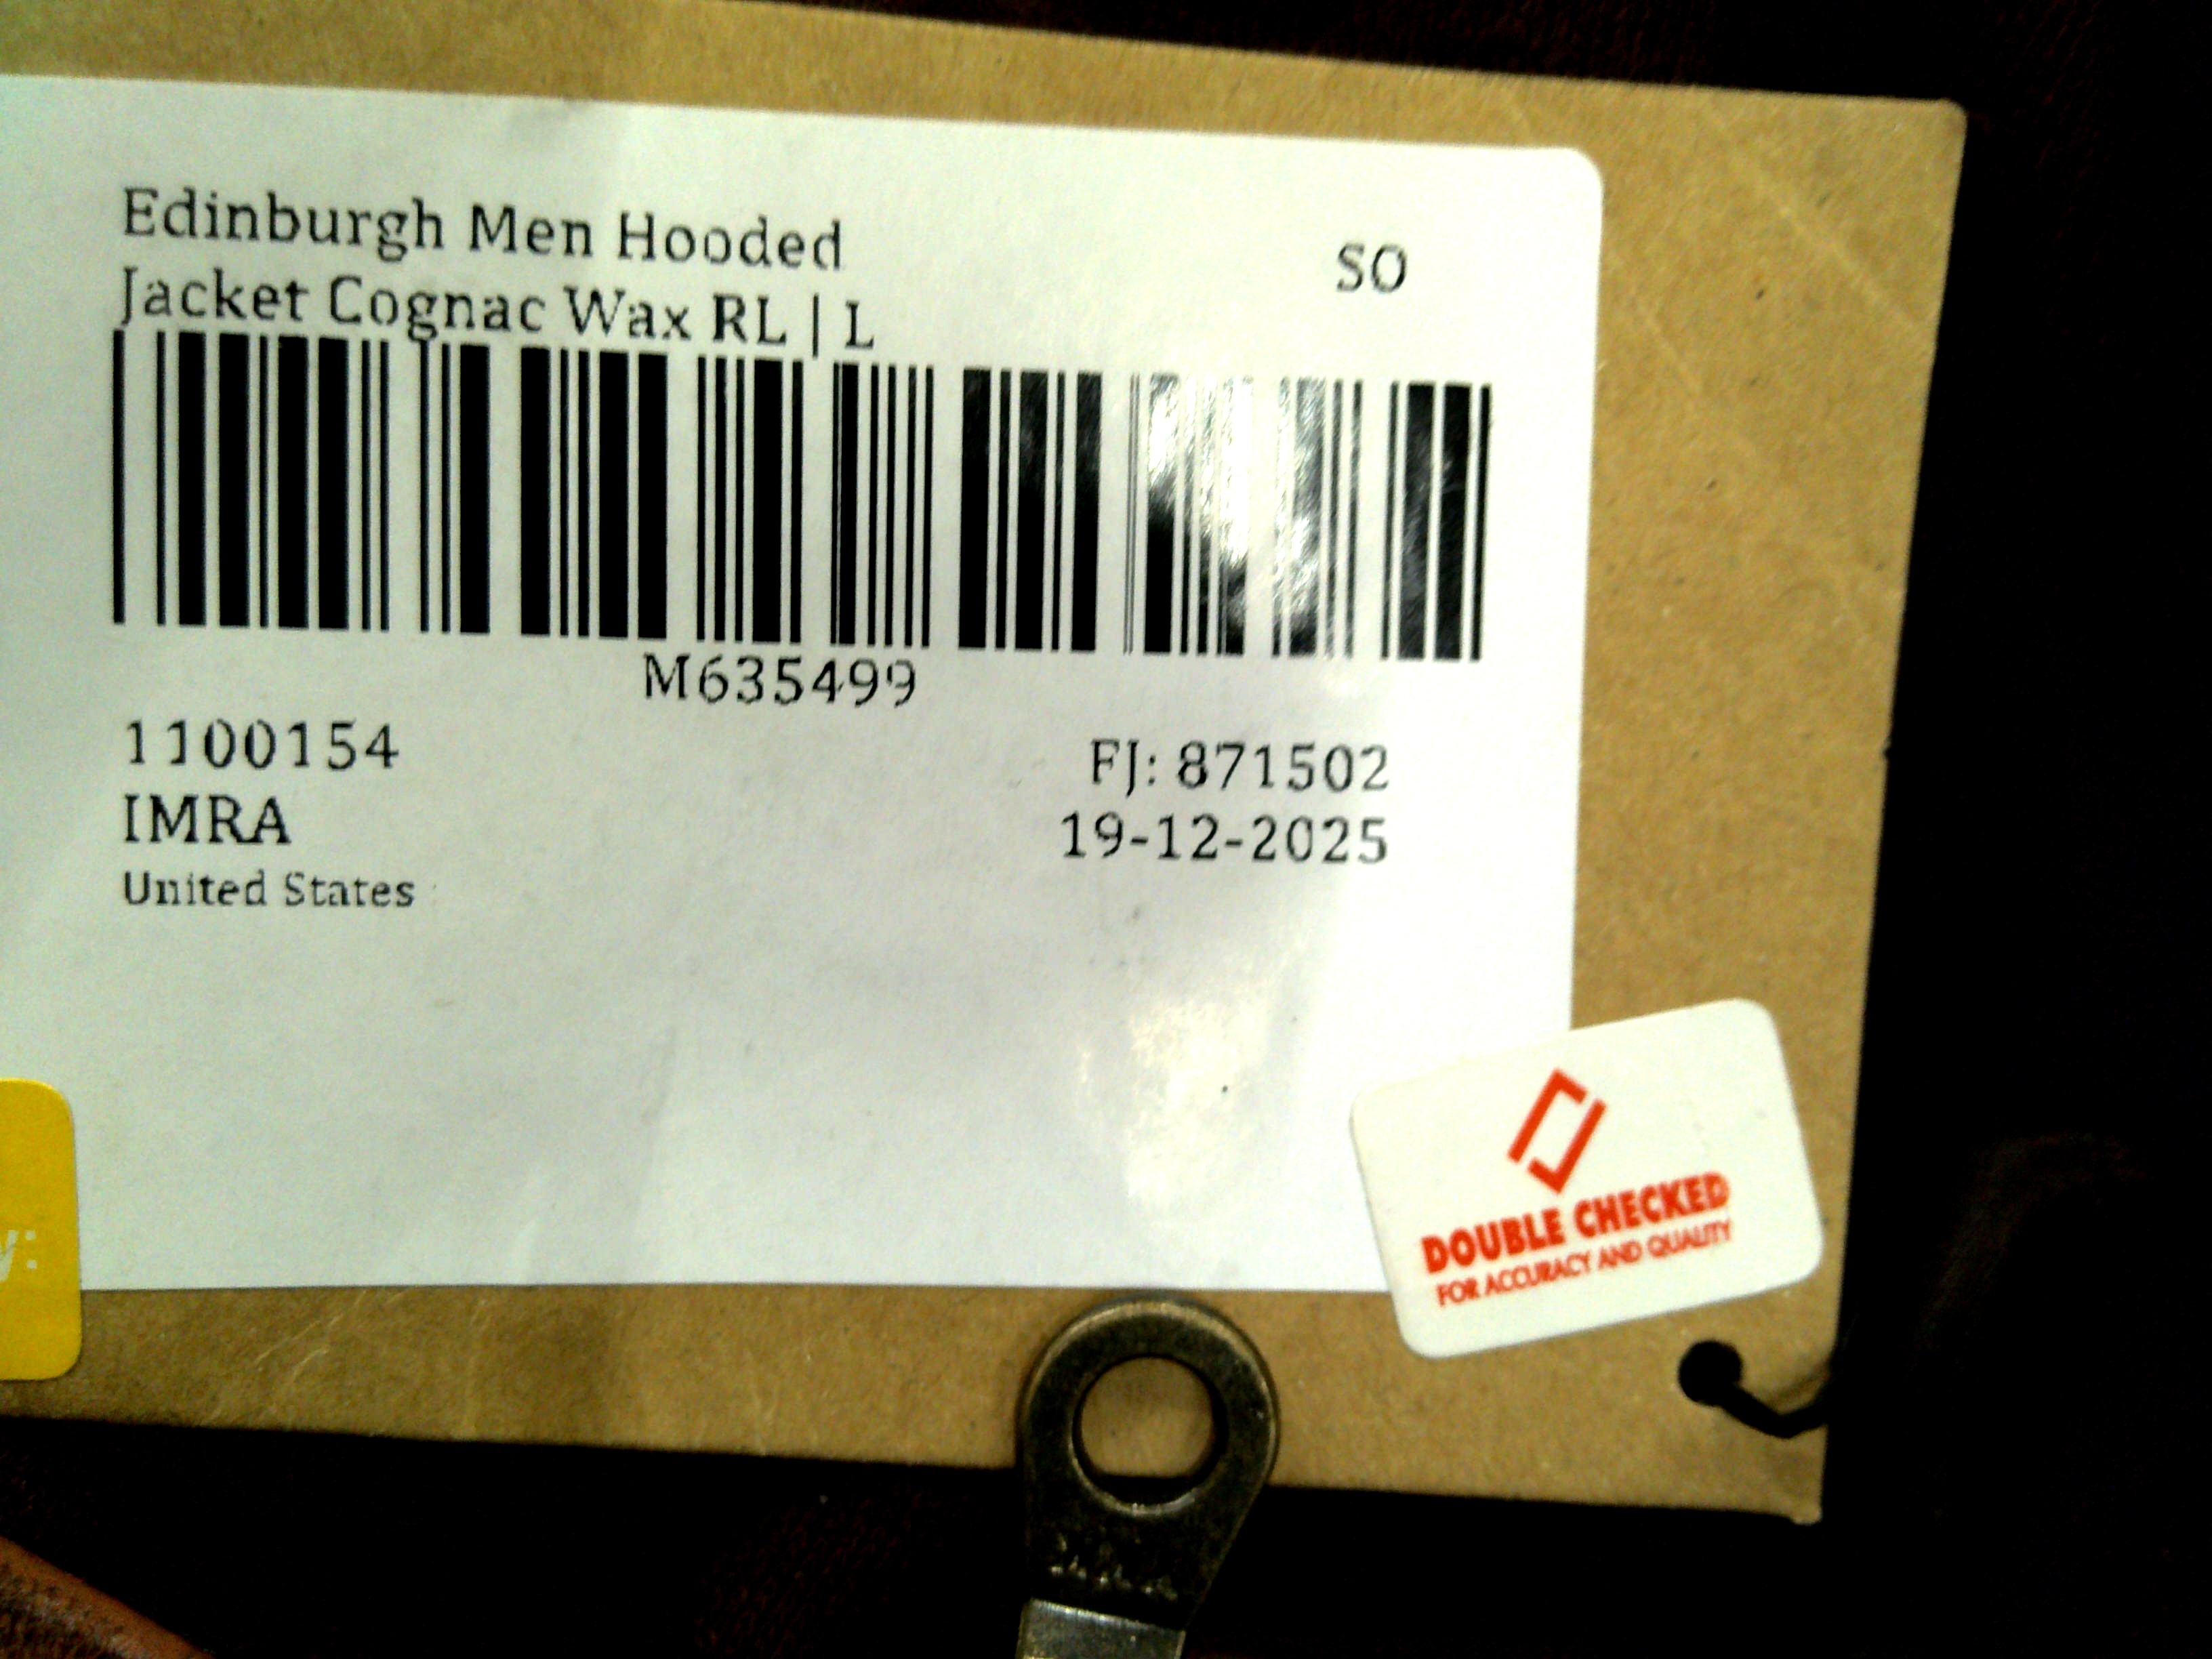 Edinburgh Men Hooded
Jacket Cognac Wax RL | L
SO
M635499
1100154
FJ: 871502
IMRA
19-12-2025
United States
DOUBLE CHECKED
FOR ACCURACY AND QUALITY